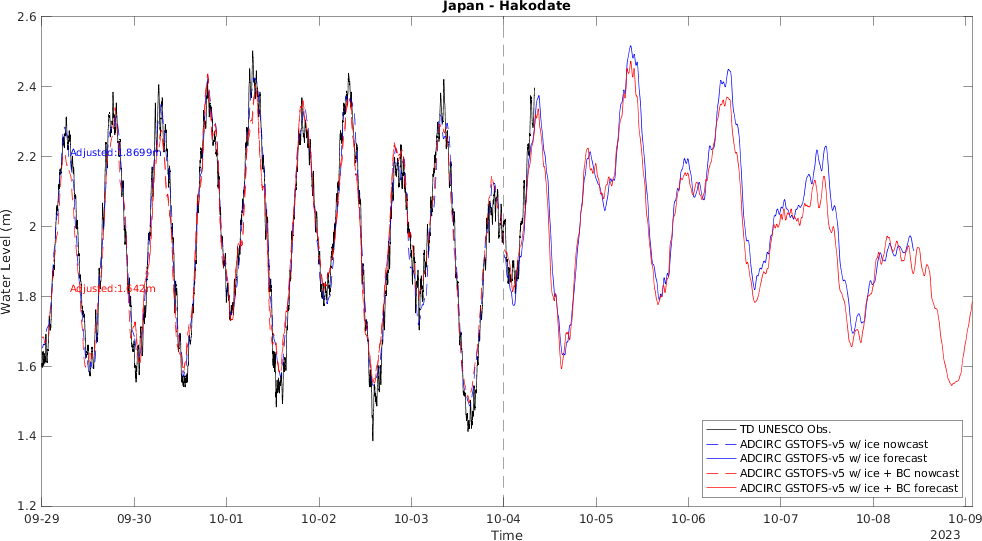 Japan - Hakodate
2.6
2.4
2.2
2
1.8
1.6
1.4
1.2
Water Level (m)
Adjusted:1.8699m
Adjusted:1.642m
TD UNESCO Obs.
ADCIRC GSTOFS-v5 w/ ice nowcast
ADCIRC GSTOFS-v5 w/ ice forecast
ADCIRC GSTOFS-v5 w/ ice + BC nowcast
ADCIRC GSTOFS-v5 w/ ice + BC forecast
09-29 09-30 10-01 10-02 10-03 10-04 10-05 10-06 10-07 10-08 10-09
Time
2023